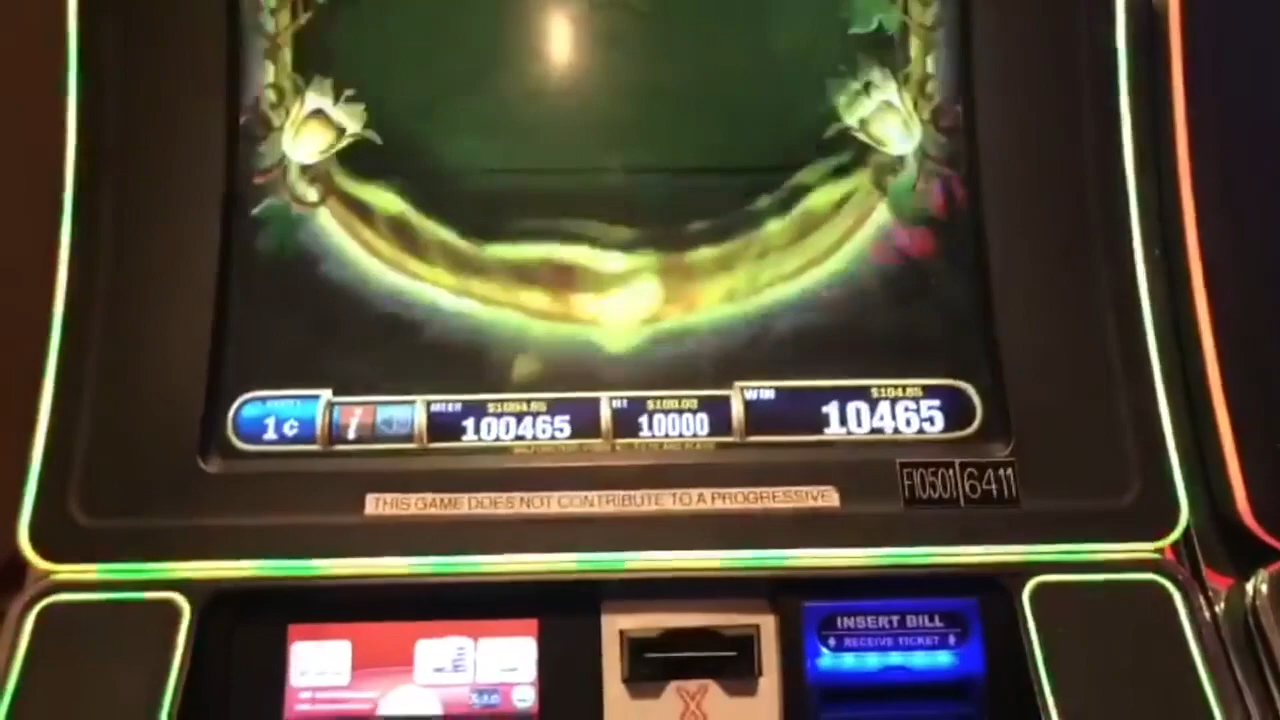 1¢
$1004.65
100465
BET $100.00
10000
WIN $104.65
10465
THIS GAME DOES NOT CONTRIBUTE TO A PROGRESSIVE
FI0501 6411
INSERT BILL
RECEIVE TICKET
X